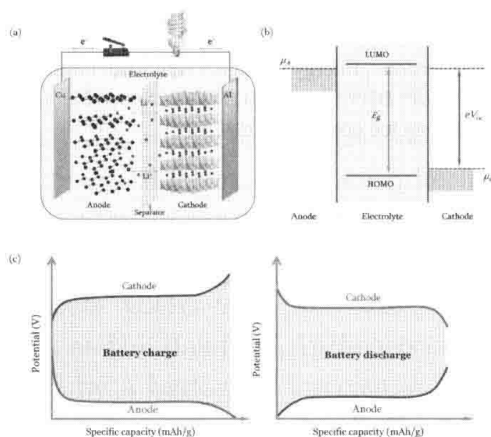 (a)
e⁻
e⁻
Electrolyte
Cu
Al
Li⁺
Li⁺
Anode
Cathode
Separator
(b)
LUMO
μA
Eg
eVoc
HOMO
μc
Anode
Electrolyte
Cathode
(c)
Potential (V)
Cathode
Battery charge
Anode
Specific capacity (mAh/g)
Potential (V)
Cathode
Battery discharge
Anode
Specific capacity (mAh/g)